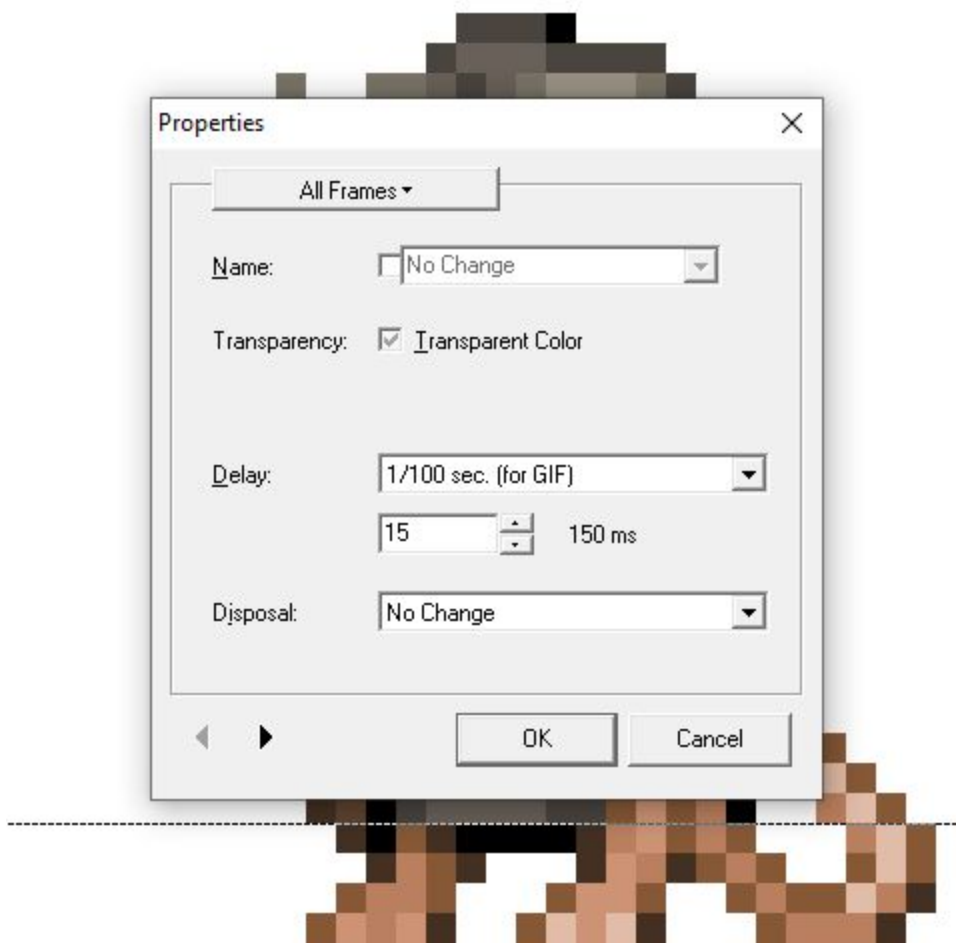 Properties
All Frames
Name: No Change
Transparency: Transparent Color
Delay: 1/100 sec. (for GIF)
15 150 ms
Disposal: No Change
OK Cancel